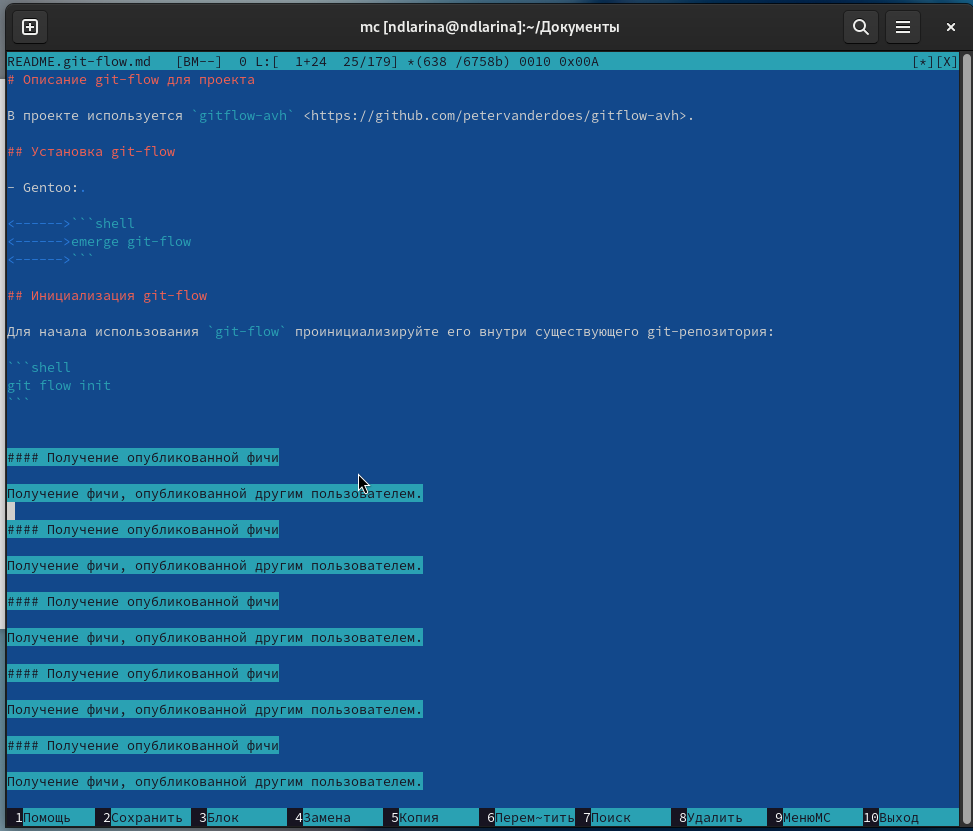 mc [ndlarina@ndlarina]:~/Документы
README.git-flow.md [BM--] 0 L:[ 1+24 25/179] *(638 /6758b) 0010 0x00A [*][X]
# Описание git-flow для проекта
В проекте используется `gitflow-avh` <https://github.com/petervanderdoes/gitflow-avh>.
## Установка git-flow
- Gentoo:.
<------>```shell
<------>emerge git-flow
<------>```
## Инициализация git-flow
Для начала использования `git-flow` проинициализируйте его внутри существующего git-репозитория:
```shell
git flow init
```
#### Получение опубликованной фичи
Получение фичи, опубликованной другим пользователем.
#### Получение опубликованной фичи
Получение фичи, опубликованной другим пользователем.
#### Получение опубликованной фичи
Получение фичи, опубликованной другим пользователем.
#### Получение опубликованной фичи
Получение фичи, опубликованной другим пользователем.
#### Получение опубликованной фичи
Получение фичи, опубликованной другим пользователем.
1Помощь 2Сохранить 3Блок 4Замена 5Копия 6Перем~тить 7Поиск 8Удалить 9МенюМС 10Выход